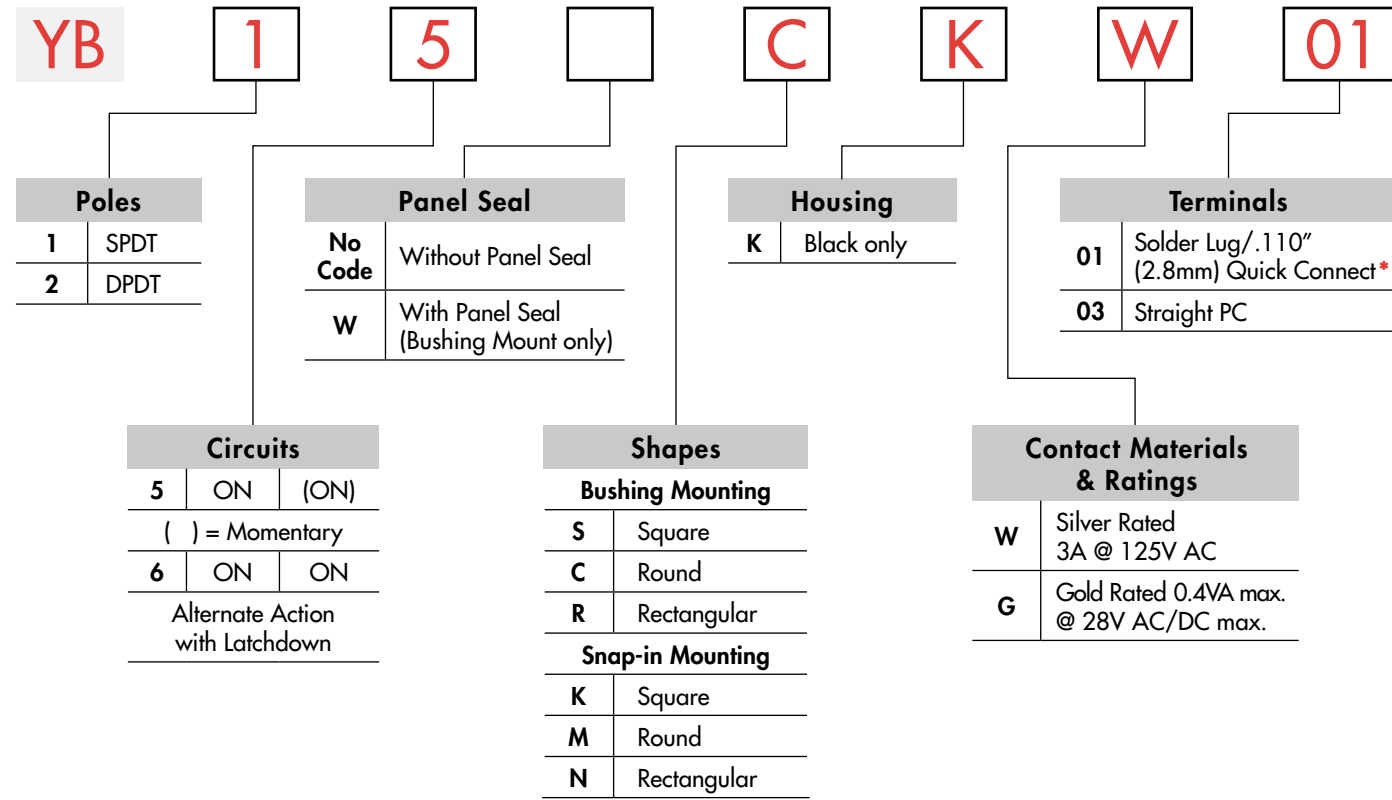 YB 1 5 C K W 01
Poles
1 SPDT
2 DPDT
Panel Seal
No
Code Without Panel Seal
W With Panel Seal
(Bushing Mount only)
Housing
K Black only
Terminals
01 Solder Lug/.110”
(2.8mm) Quick Connect*
03 Straight PC
Circuits
5 ON (ON)
( ) = Momentary
6 ON ON
Alternate Action
with Latchdown
Shapes
Bushing Mounting
S Square
C Round
R Rectangular
Snap-in Mounting
K Square
M Round
N Rectangular
Contact Materials
& Ratings
W Silver Rated
3A @ 125V AC
G Gold Rated 0.4VA max.
@ 28V AC/DC max.